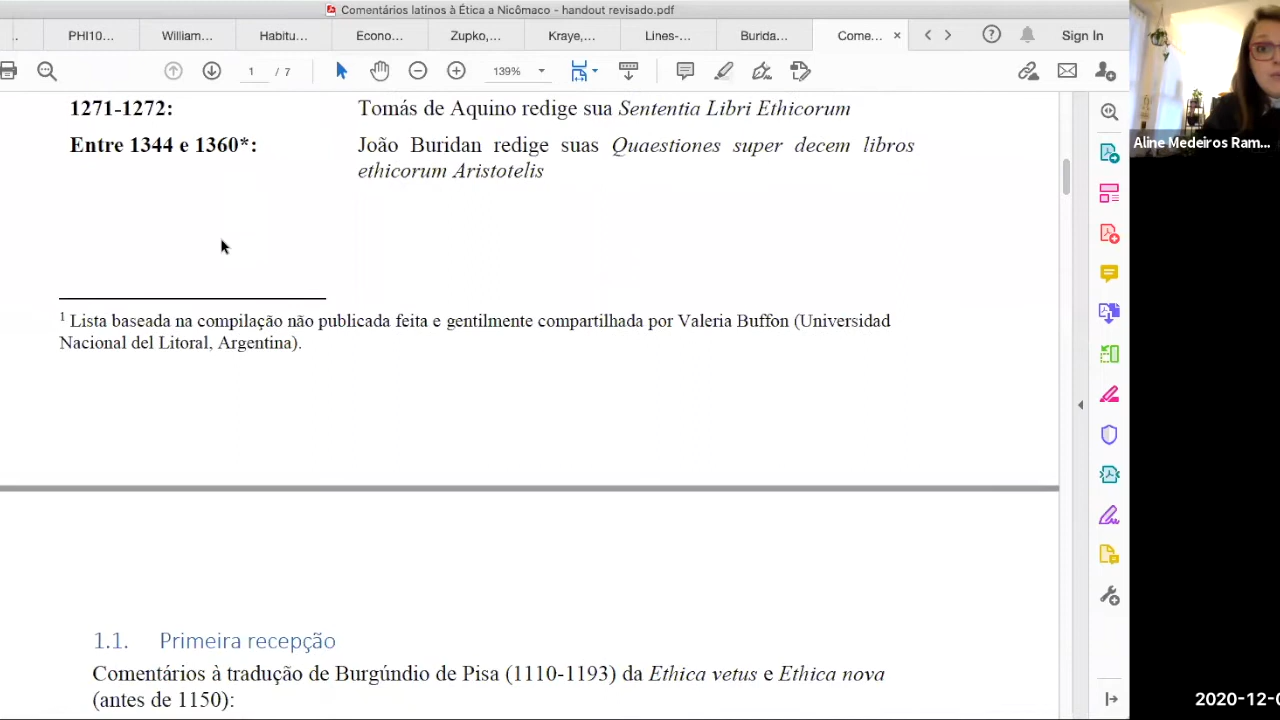 Comentários latinos à Ética a Nicômaco - handout revisado.pdf
.. PHI10... William... Habitu... Econo... Zupko,... Kraye,... Lines-... Burida... Come... × Sign In
1 / 7 139%
1271-1272: Tomás de Aquino redige sua Sententia Libri Ethicorum
Entre 1344 e 1360*: João Buridan redige suas Quaestiones super decem libros
ethicorum Aristotelis
1 Lista baseada na compilação não publicada feita e gentilmente compartilhada por Valeria Buffon (Universidad
Nacional del Litoral, Argentina).
1.1. Primeira recepção
Comentários à tradução de Burgúndio de Pisa (1110-1193) da Ethica vetus e Ethica nova
(antes de 1150):
Aline Medeiros Ram...
2020-12-0